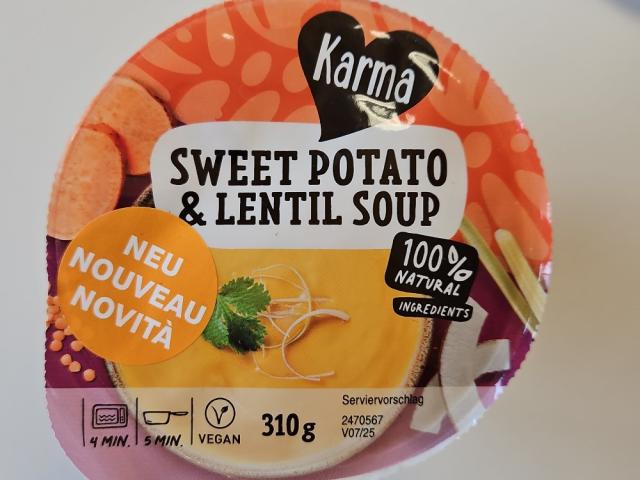 Karma
SWEET POTATO
& LENTIL SOUP
100%
NATURAL
INGREDIENTS
NEU
NOUVEAU
NOVITÀ
4 MIN.
5 MIN.
VEGAN
310g
Serviervorschlag
2470567
V07/25